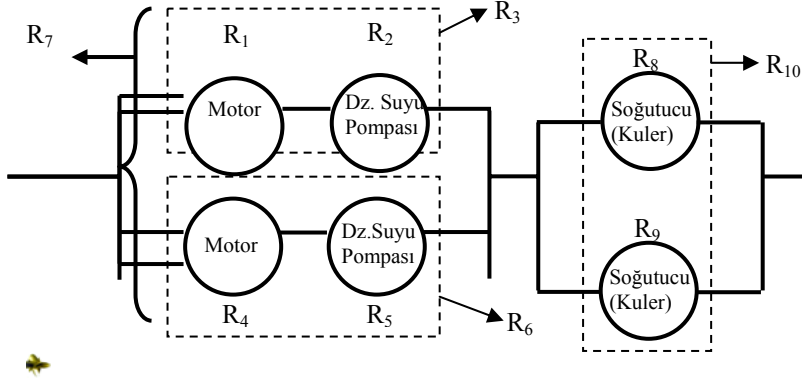 R7
R1
R2
R3
Motor
Dz. Suyu
Pompası
R8
R10
Soğutucu
(Kuler)
Motor
Dz.Suyu
Pompası
R9
Soğutucu
(Kuler)
R4
R5
R6